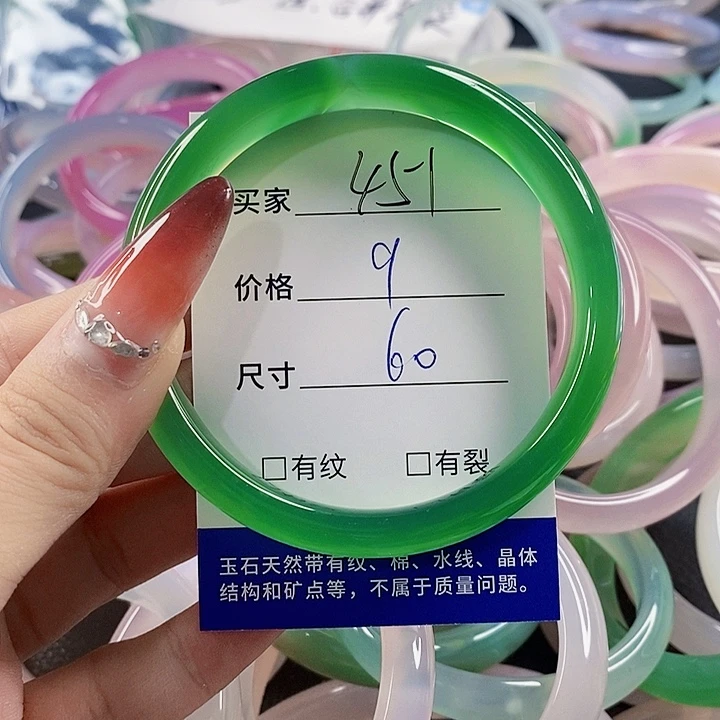 买家 451
价格 9
尺寸 60
□有纹 □有裂
玉石天然带有纹、棉、水线、晶体
结构和矿点等，不属于质量问题。